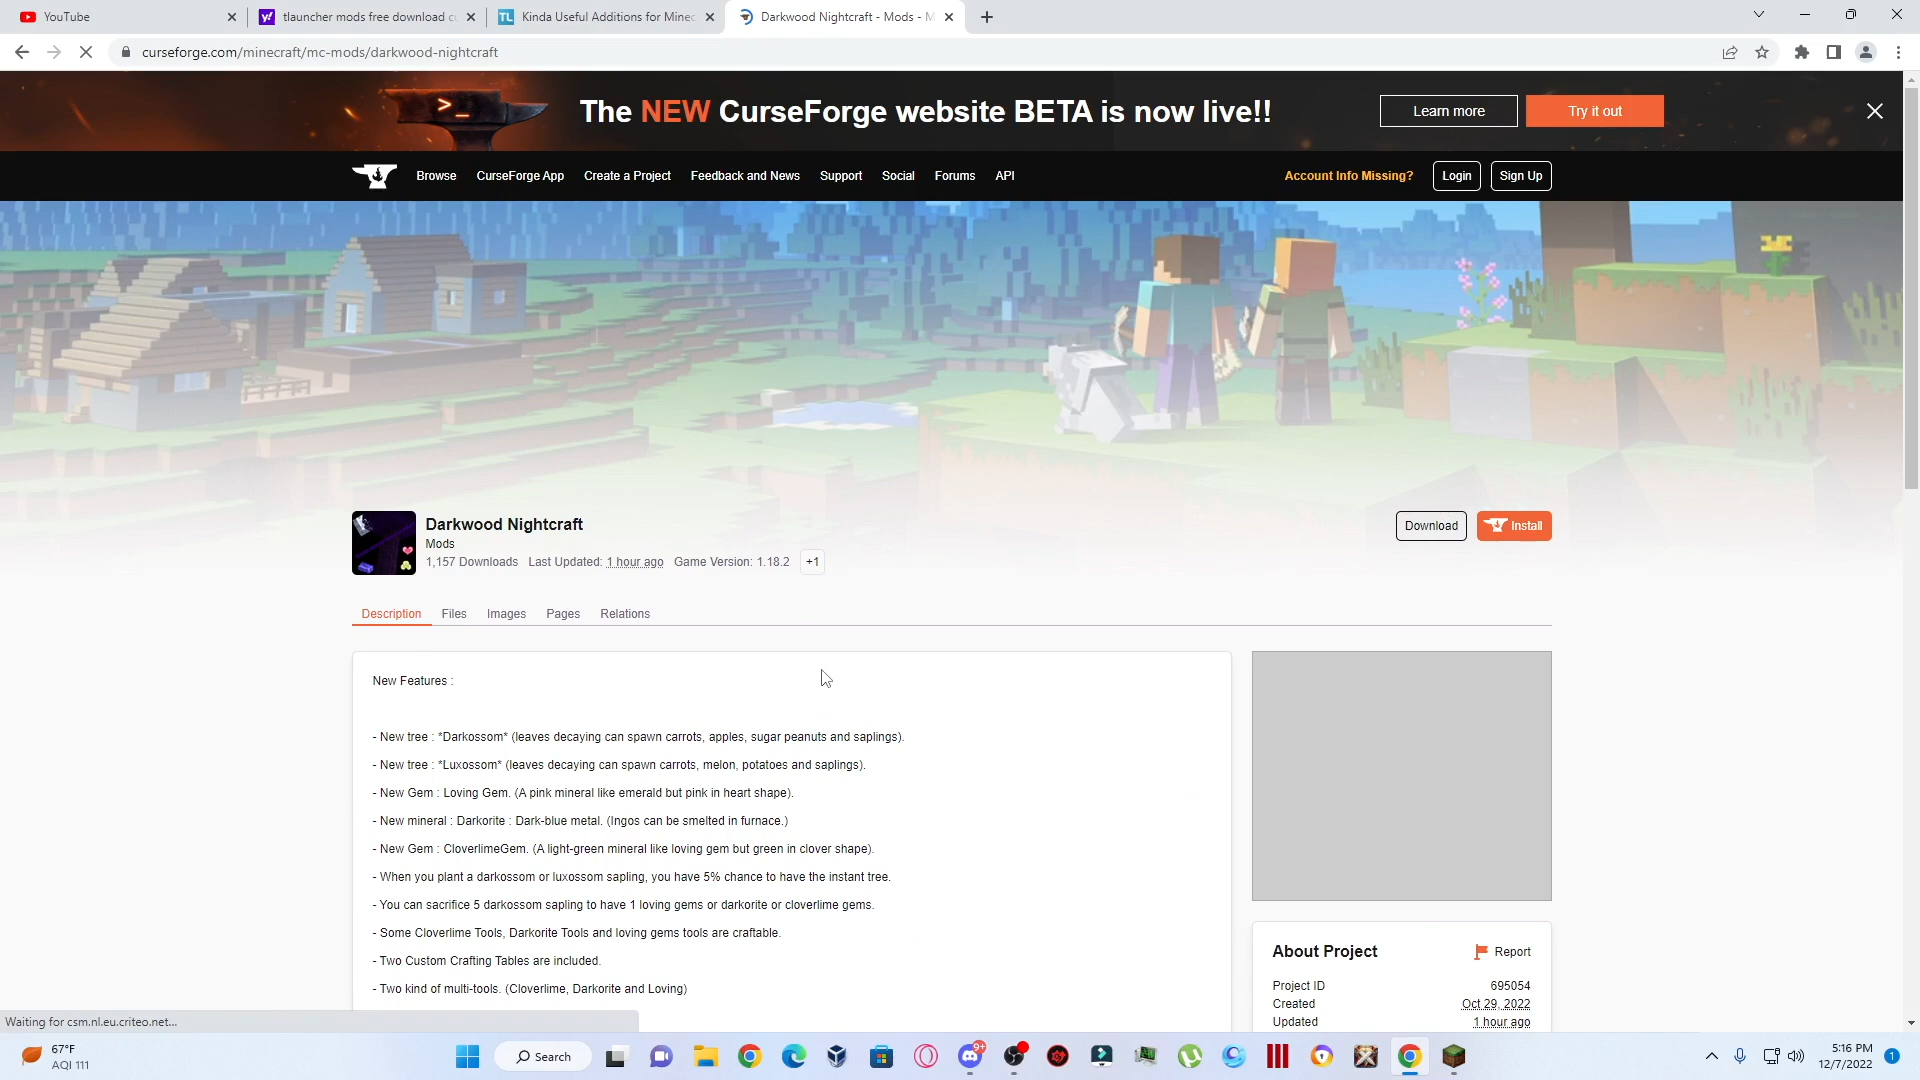 YouTube
tlauncher mods free download cu
TL Kinda Useful Additions for Minec
Darkwood Nightcraft - Mods - M
curseforge.com/minecraft/mc-mods/darkwood-nightcraft
The NEW CurseForge website BETA is now live!!
Learn more
Try it out
Browse CurseForge App Create a Project Feedback and News Support Social Forums API
Account Info Missing? Login Sign Up
Darkwood Nightcraft
Mods
1,157 Downloads Last Updated: 1 hour ago Game Version: 1.18.2 +1
Download Install
Description Files Images Pages Relations
New Features :
- New tree : *Darkossom* (leaves decaying can spawn carrots, apples, sugar peanuts and saplings).
- New tree : *Luxossom* (leaves decaying can spawn carrots, melon, potatoes and saplings).
- New Gem : Loving Gem. (A pink mineral like emerald but pink in heart shape).
- New mineral : Darkorite : Dark-blue metal. (Ingos can be smelted in furnace.)
- New Gem : CloverlimeGem. (A light-green mineral like loving gem but green in clover shape).
- When you plant a darkossom or luxossom sapling, you have 5% chance to have the instant tree.
- You can sacrifice 5 darkossom sapling to have 1 loving gems or darkorite or cloverlime gems.
- Some Cloverlime Tools, Darkorite Tools and loving gems tools are craftable.
- Two Custom Crafting Tables are included.
- Two kind of multi-tools. (Cloverlime, Darkorite and Loving)
About Project Report
Project ID 695054
Created Oct 29, 2022
Updated 1 hour ago
Waiting for csm.nl.eu.criteo.net...
67°F
AQI 111
Search
9+
5:16 PM
12/7/2022
1